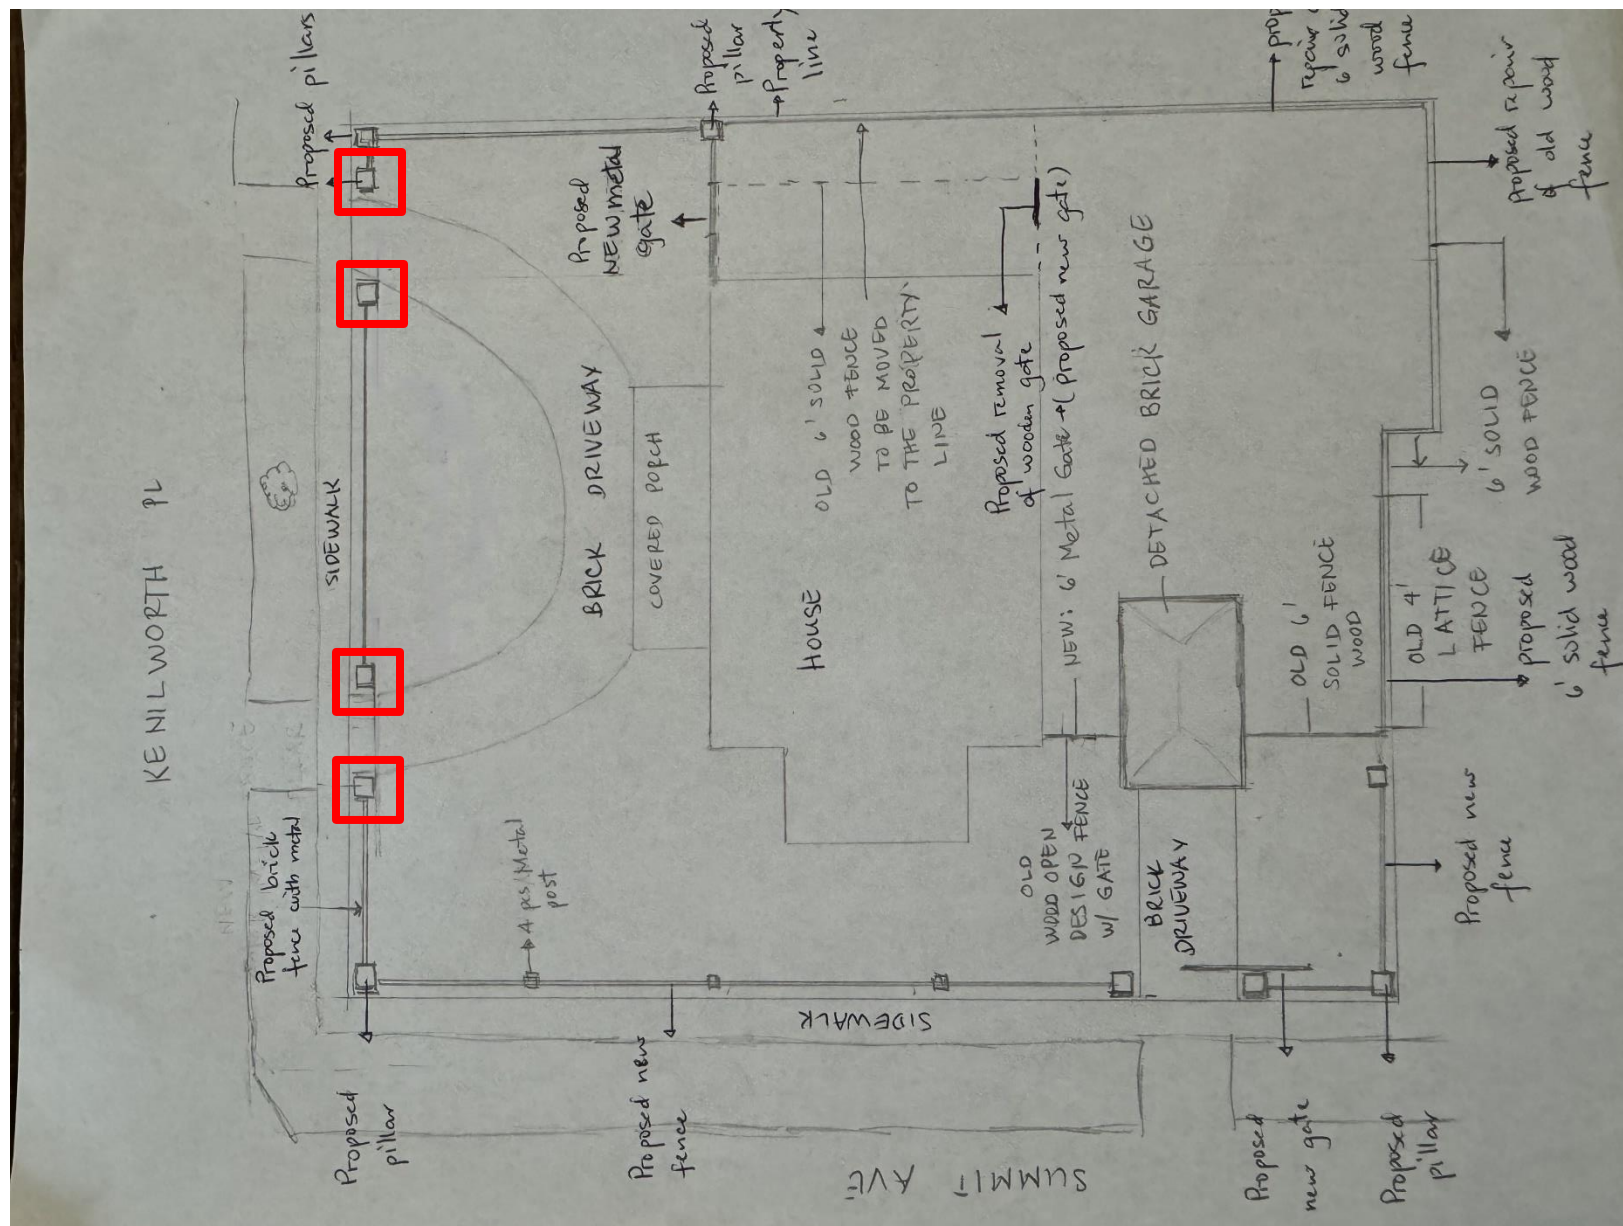 KENILWORTH PL
SIDEWALK
Proposed pillars
Proposed brick
fence with metal
Proposed
pillar
BRICK DRIVEWAY
COVERED PORCH
4 pcs Metal
post
Proposed
NEW metal
gate
Proposed
pillar
Property
line
HOUSE
OLD 6' SOLID
WOOD FENCE
TO BE MOVED
TO THE PROPERTY
LINE
Proposed removal
of wooden gate
NEW: 6' Metal Gate → (proposed new gate)
DETACHED BRICK GARAGE
OLD
WOOD OPEN
DESIGN FENCE
W/ GATE
BRICK
DRIVEWAY
OLD 6'
SOLID FENCE
WOOD
repair
6' solid
wood
fence
proposed repair
of old wood
fence
6' SOLID
WOOD FENCE
OLD 4'
LATTICE
FENCE
proposed
6' solid wood
fence
Proposed new
fence
SIDEWALK
Proposed new
fence
SUMMIT AVE
Proposed
new gate
Proposed
pillar